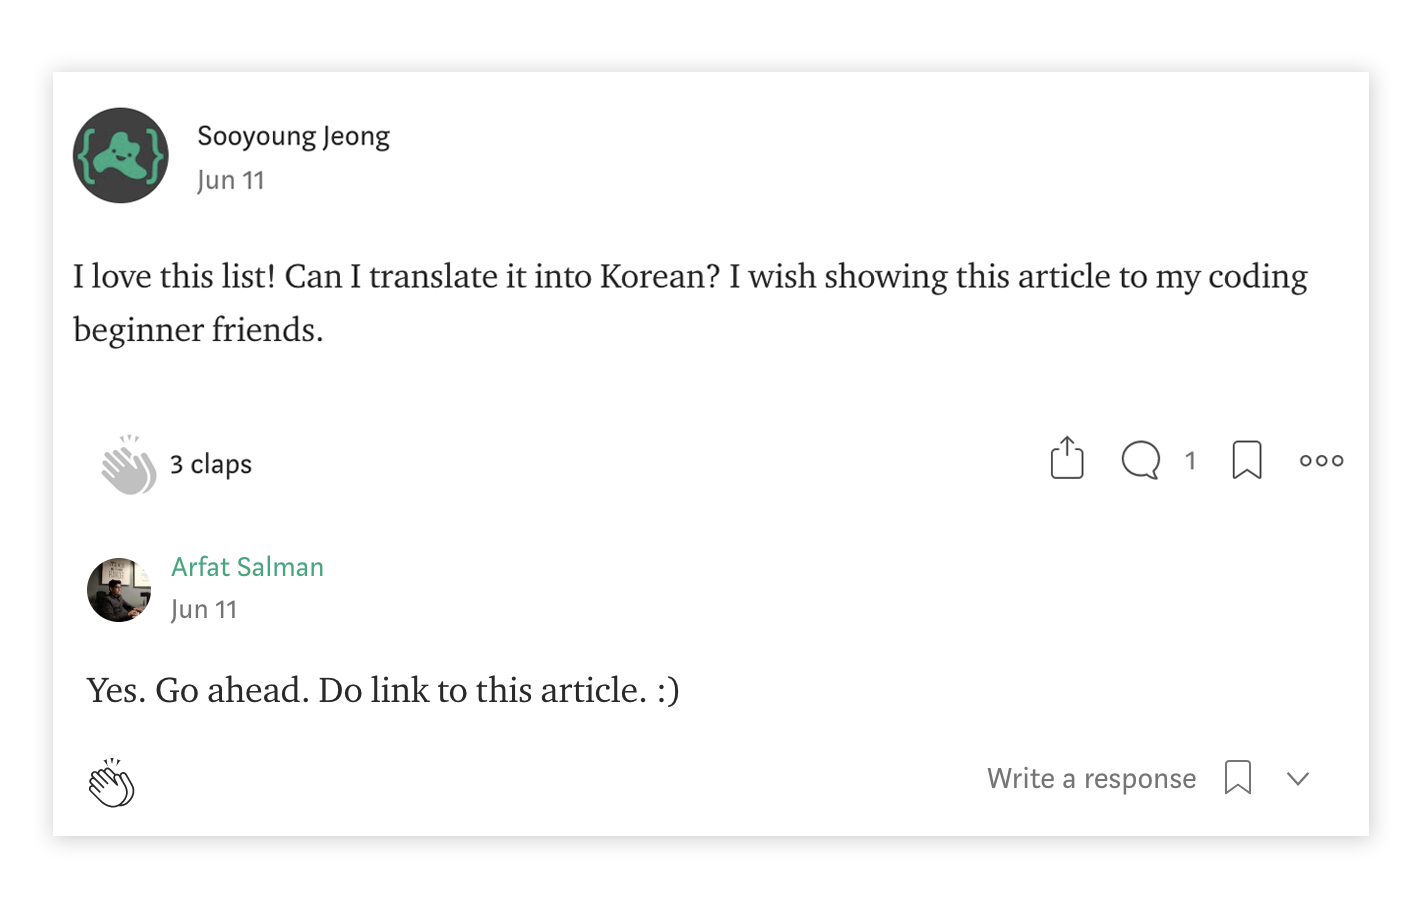 Sooyoung Jeong
Jun 11
I love this list! Can I translate it into Korean? I wish showing this article to my coding
beginner friends.
3 claps
1
Arfat Salman
Jun 11
Yes. Go ahead. Do link to this article. :)
Write a response